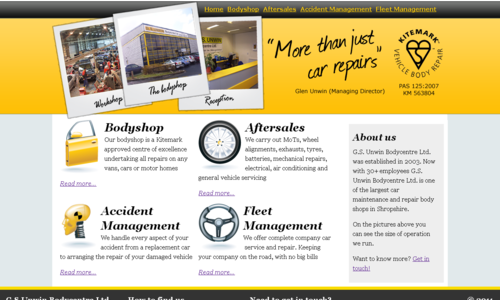 Home Bodyshop Aftersales Accident Management Fleet Management
Workshop
The bodyshop
Reception
"More than just
car repairs"
Glen Unwin (Managing Director)
KITEMARK
VEHICLE BODY REPAIR
PAS 125:2007
KM 563804
Bodyshop
Our bodyshop is a Kitemark
approved centre of excellence
undertaking all repairs on any
vans, cars or motor homes
Read more...
Aftersales
We carry out MoTs, wheel
alignments, exhausts, tyres,
batteries, mechanical repairs,
electrical, air conditioning and
general vehicle servicing
Read more...
Accident
Management
We handle every aspect of your
accident from a replacement car
to arranging the repair of your damaged vehicle
Read more...
Fleet
Management
We offer complete company car
service and repair. Keeping
your company on the road, with no big bills
Read more...
About us
G.S. Unwin Bodycentre Ltd.
was established in 2003. Now
with 30+ employees G.S.
Unwin Bodycentre Ltd. is one
of the largest car
maintenance and repair body
shops in Shropshire.
On the pictures above you
can see the size of operation
we run.
Want to know more? Get in
touch!
G.S Unwin Bodycentre Ltd
How to find us
Need to get in touch?